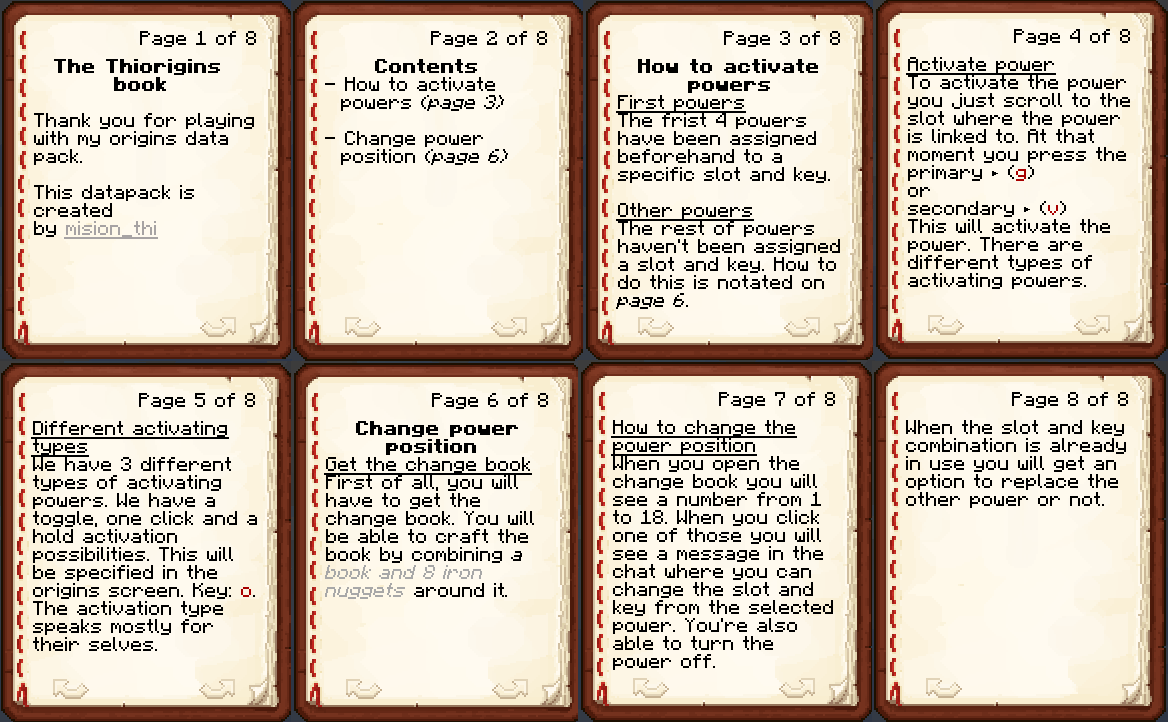 Page 1 of 8
The Thiorigins
book
Thank you for playing
with my origins data
pack.
This datapack is
created
by mision_thi
Page 2 of 8
Contents
- How to activate
powers (page 3)
- Change power
position (page 6)
Page 3 of 8
How to activate
powers
First powers
The frist 4 powers
have been assigned
beforehand to a
specific slot and key.
Other powers
The rest of powers
haven't been assigned
a slot and key. How to
do this is notated on
page 6.
Page 4 of 8
Activate power
To activate the power
you just scroll to the
slot where the power
is linked to. At that
moment you press the
primary ▸ (g)
or
secondary ▸ (v)
This will activate the
power. There are
different types of
activating powers.
Page 5 of 8
Different activating
types
We have 3 different
types of activating
powers. We have a
toggle, one click and a
hold activation
possibilities. This will
be specified in the
origins screen. Key: o.
The activation type
speaks mostly for
their selves.
Page 6 of 8
Change power
position
Get the change book
First of all, you will
have to get the
change book. You will
be able to craft the
book by combining a
book and 8 iron
nuggets around it.
Page 7 of 8
How to change the
power position
When you open the
change book you will
see a number from 1
to 18. When you click
one of those you will
see a message in the
chat where you can
change the slot and
key from the selected
power. You're also
able to turn the
power off.
Page 8 of 8
When the slot and key
combination is already
in use you will get an
option to replace the
other power or not.